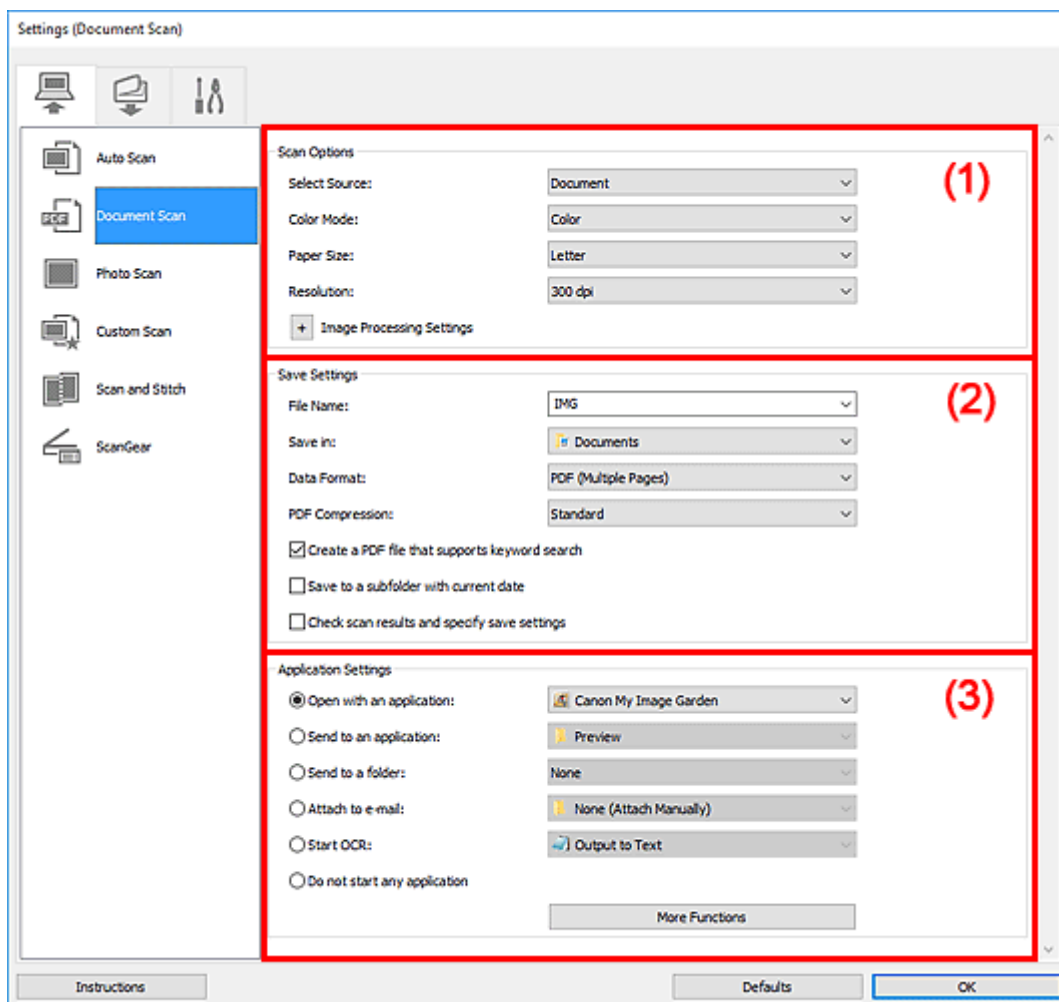 Settings (Document Scan)
Auto Scan
PDF
Document Scan
Photo Scan
Custom Scan
Scan and Stitch
ScanGear
Scan Options
(1)
Select Source: Document
Color Mode: Color
Paper Size: Letter
Resolution: 300 dpi
+ Image Processing Settings
Save Settings
(2)
File Name: IMG
Save in: Documents
Data Format: PDF (Multiple Pages)
PDF Compression: Standard
Create a PDF file that supports keyword search
Save to a subfolder with current date
Check scan results and specify save settings
Application Settings
(3)
Open with an application: Canon My Image Garden
Send to an application: Preview
Send to a folder: None
Attach to e-mail: None (Attach Manually)
Start OCR: Output to Text
Do not start any application
More Functions
Instructions Defaults OK